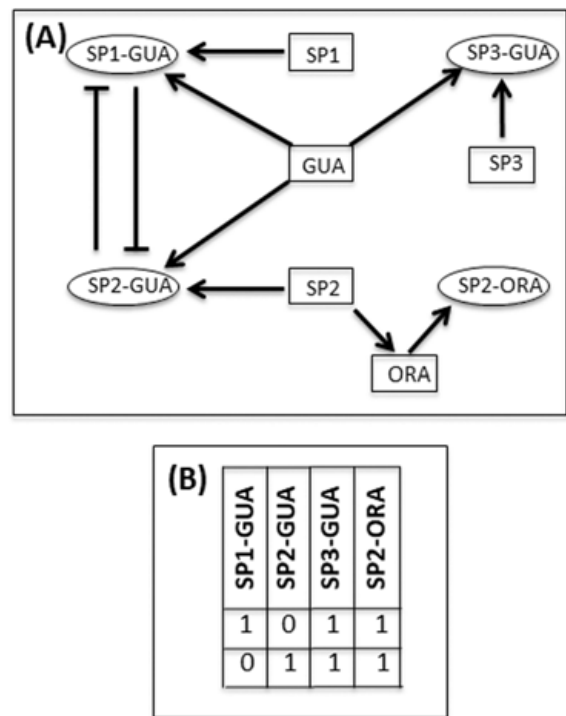 (A)
SP1-GUA
SP1
SP3-GUA
GUA
SP3
SP2-GUA
SP2
SP2-ORA
ORA
(B)
SP1-GUA
SP2-GUA
SP3-GUA
SP2-ORA
1 0 1 1
0 1 1 1